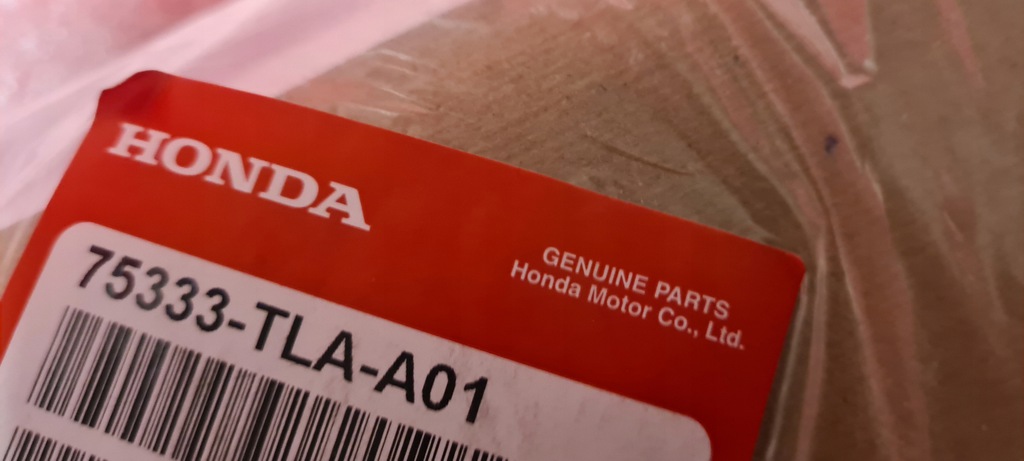 HONDA
GENUINE PARTS
Honda Motor Co., Ltd.
75333-TLA-A01